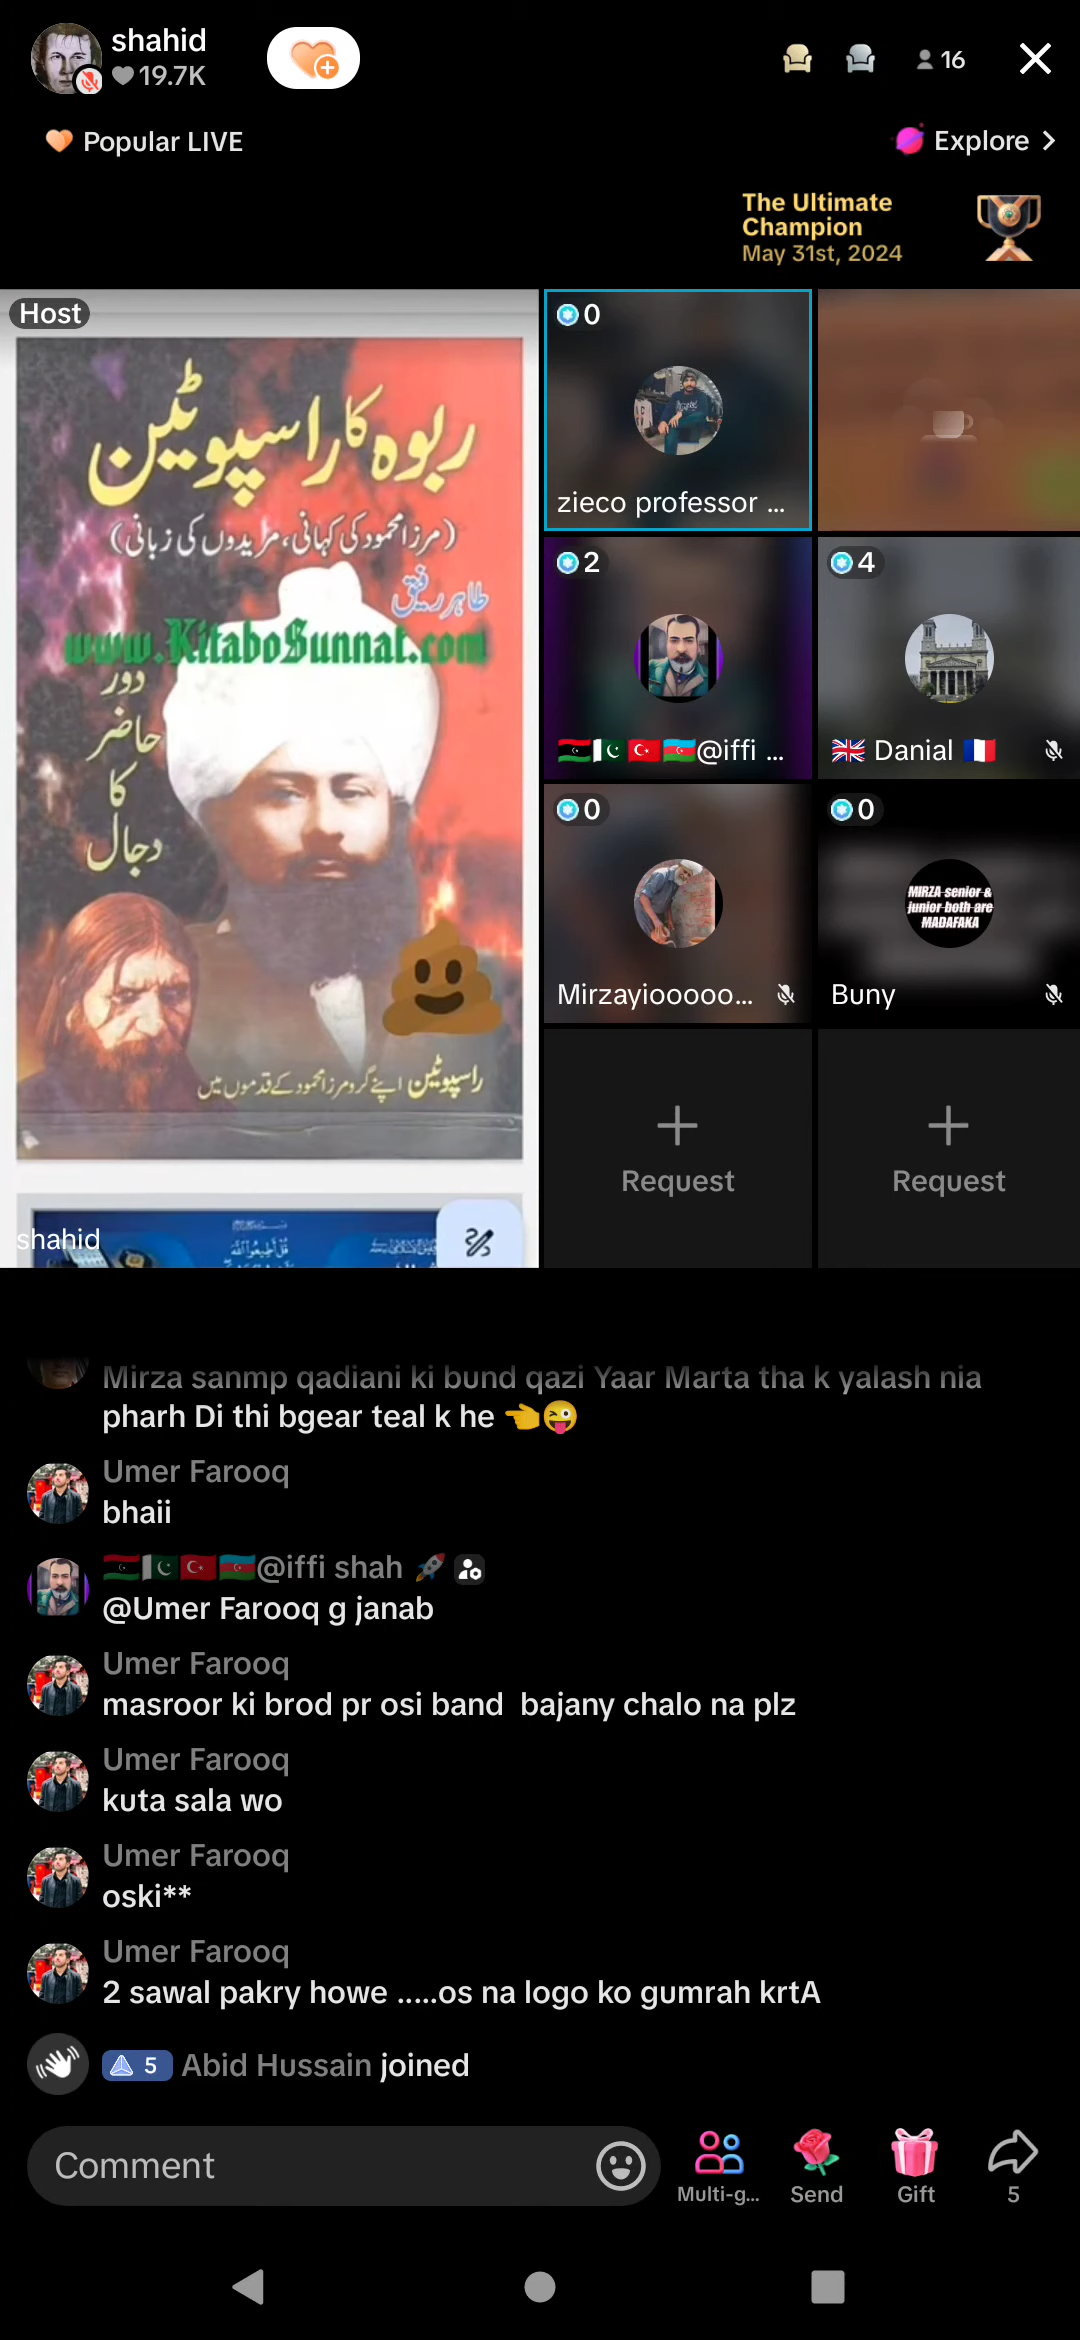 shahid
19.7K
16
Popular LIVE
Explore
The Ultimate
Champion
May 31st, 2024
Host
ربوہ کا راسپوٹین
(مرزا محمود کی کہانی، مریدوں کی زبانی)
طاہر رفیق
www.KitaboSunnat.com
دور
حاضر
کا
دجال
راسپوٹین اپنے گرو مرزا محمود کے قدموں میں
shahid
0
zieco professor ...
2
🇱🇾🇵🇰🇹🇷🇦🇿@iffi ...
4
🇬🇧 Danial 🇫🇷
0
Mirzayiooooo...
0
MIRZA senior &
junior both are
MADAFAKA
Buny
Request
Request
Mirza sanmp qadiani ki bund qazi Yaar Marta tha k yalash nia
pharh Di thi bgear teal k he 👈😜
Umer Farooq
bhaii
🇱🇾🇵🇰🇹🇷🇦🇿@iffi shah 🚀
@Umer Farooq g janab
Umer Farooq
masroor ki brod pr osi band  bajany chalo na plz
Umer Farooq
kuta sala wo
Umer Farooq
oski**
Umer Farooq
2 sawal pakry howe .....os na logo ko gumrah krtA
5 Abid Hussain joined
Comment
Multi-g...
Send
Gift
5